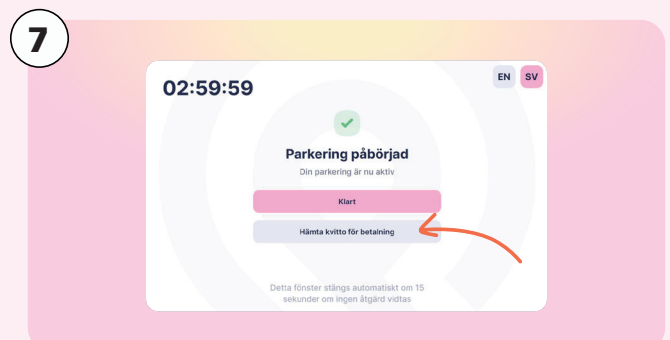 7
02:59:59
EN SV
Parkering påbörjad
Din parkering är nu aktiv
Klart
Hämta kvitto för betalning
Detta fönster stängs automatiskt om 15
sekunder om ingen åtgärd vidtas